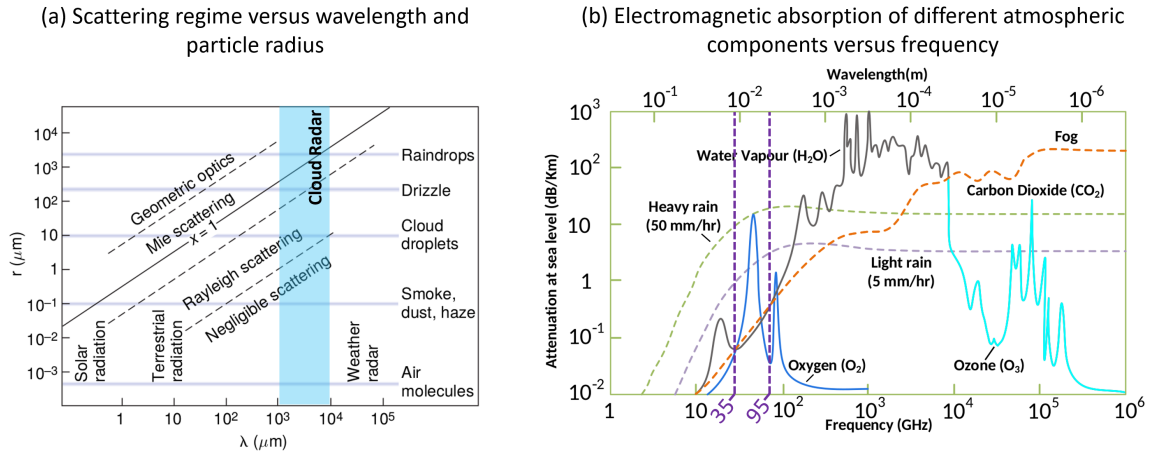 (a) Scattering regime versus wavelength and
particle radius
10⁴
10³
10²
10
1
10⁻¹
10⁻²
10⁻³
r (μm)
Geometric optics
Mie scattering
x = 1
Rayleigh scattering
Negligible scattering
Cloud Radar
Solar
radiation
Terrestrial
radiation
Weather
radar
Raindrops
Drizzle
Cloud
droplets
Smoke,
dust, haze
Air
molecules
1
10
10²
10³
10⁴
10⁵
λ (μm)
(b) Electromagnetic absorption of different atmospheric
components versus frequency
Wavelength(m)
10⁻¹
10⁻²
10⁻³
10⁻⁴
10⁻⁵
10⁻⁶
Attenuation at sea level (dB/Km)
10³
10²
10
1
10⁻¹
10⁻²
Water Vapour (H₂O)
Fog
Carbon Dioxide (CO₂)
Heavy rain
(50 mm/hr)
Light rain
(5 mm/hr)
Oxygen (O₂)
Ozone (O₃)
1
10
35
95
10²
10³
10⁴
10⁵
10⁶
Frequency (GHz)